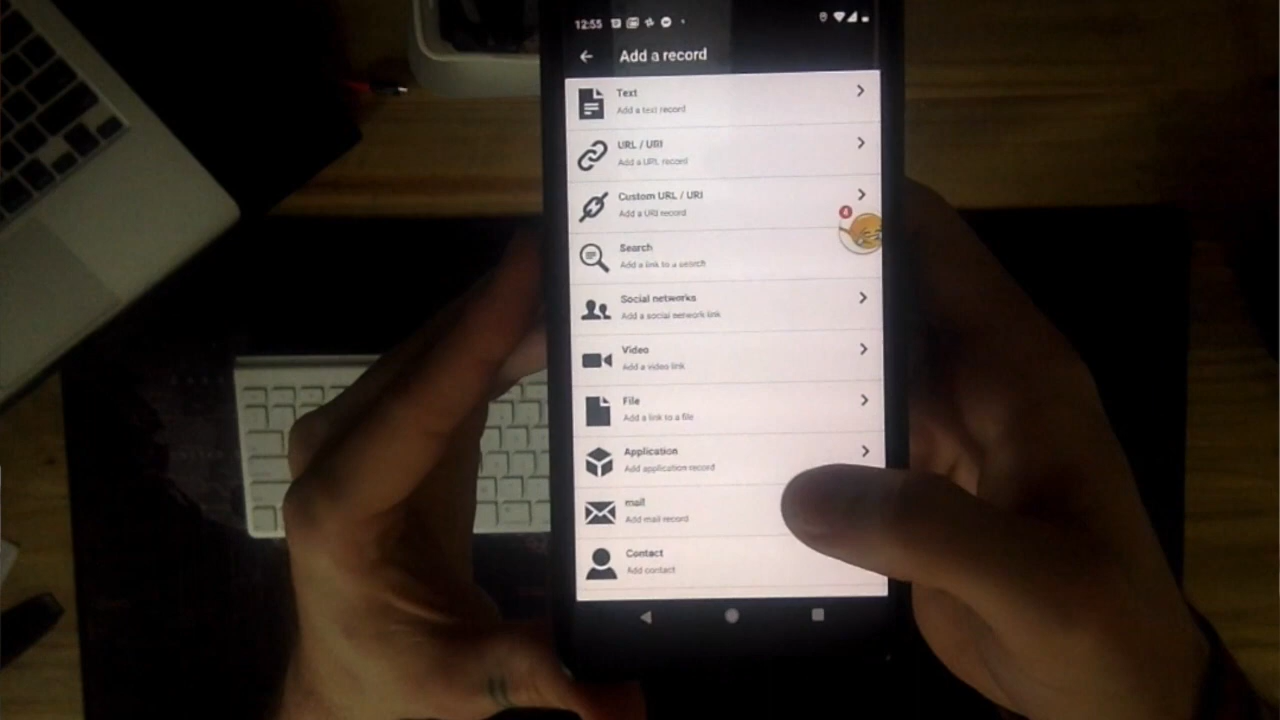 12:55
Add a record
Text
Add a text record
URL / URI
Add a URL record
Custom URL / URI
Add a URI record
4
Search
Add a link to a search
Social networks
Add a social network link
Video
Add a video link
File
Add a link to a file
Application
Add application record
mail
Add mail record
Contact
Add contact